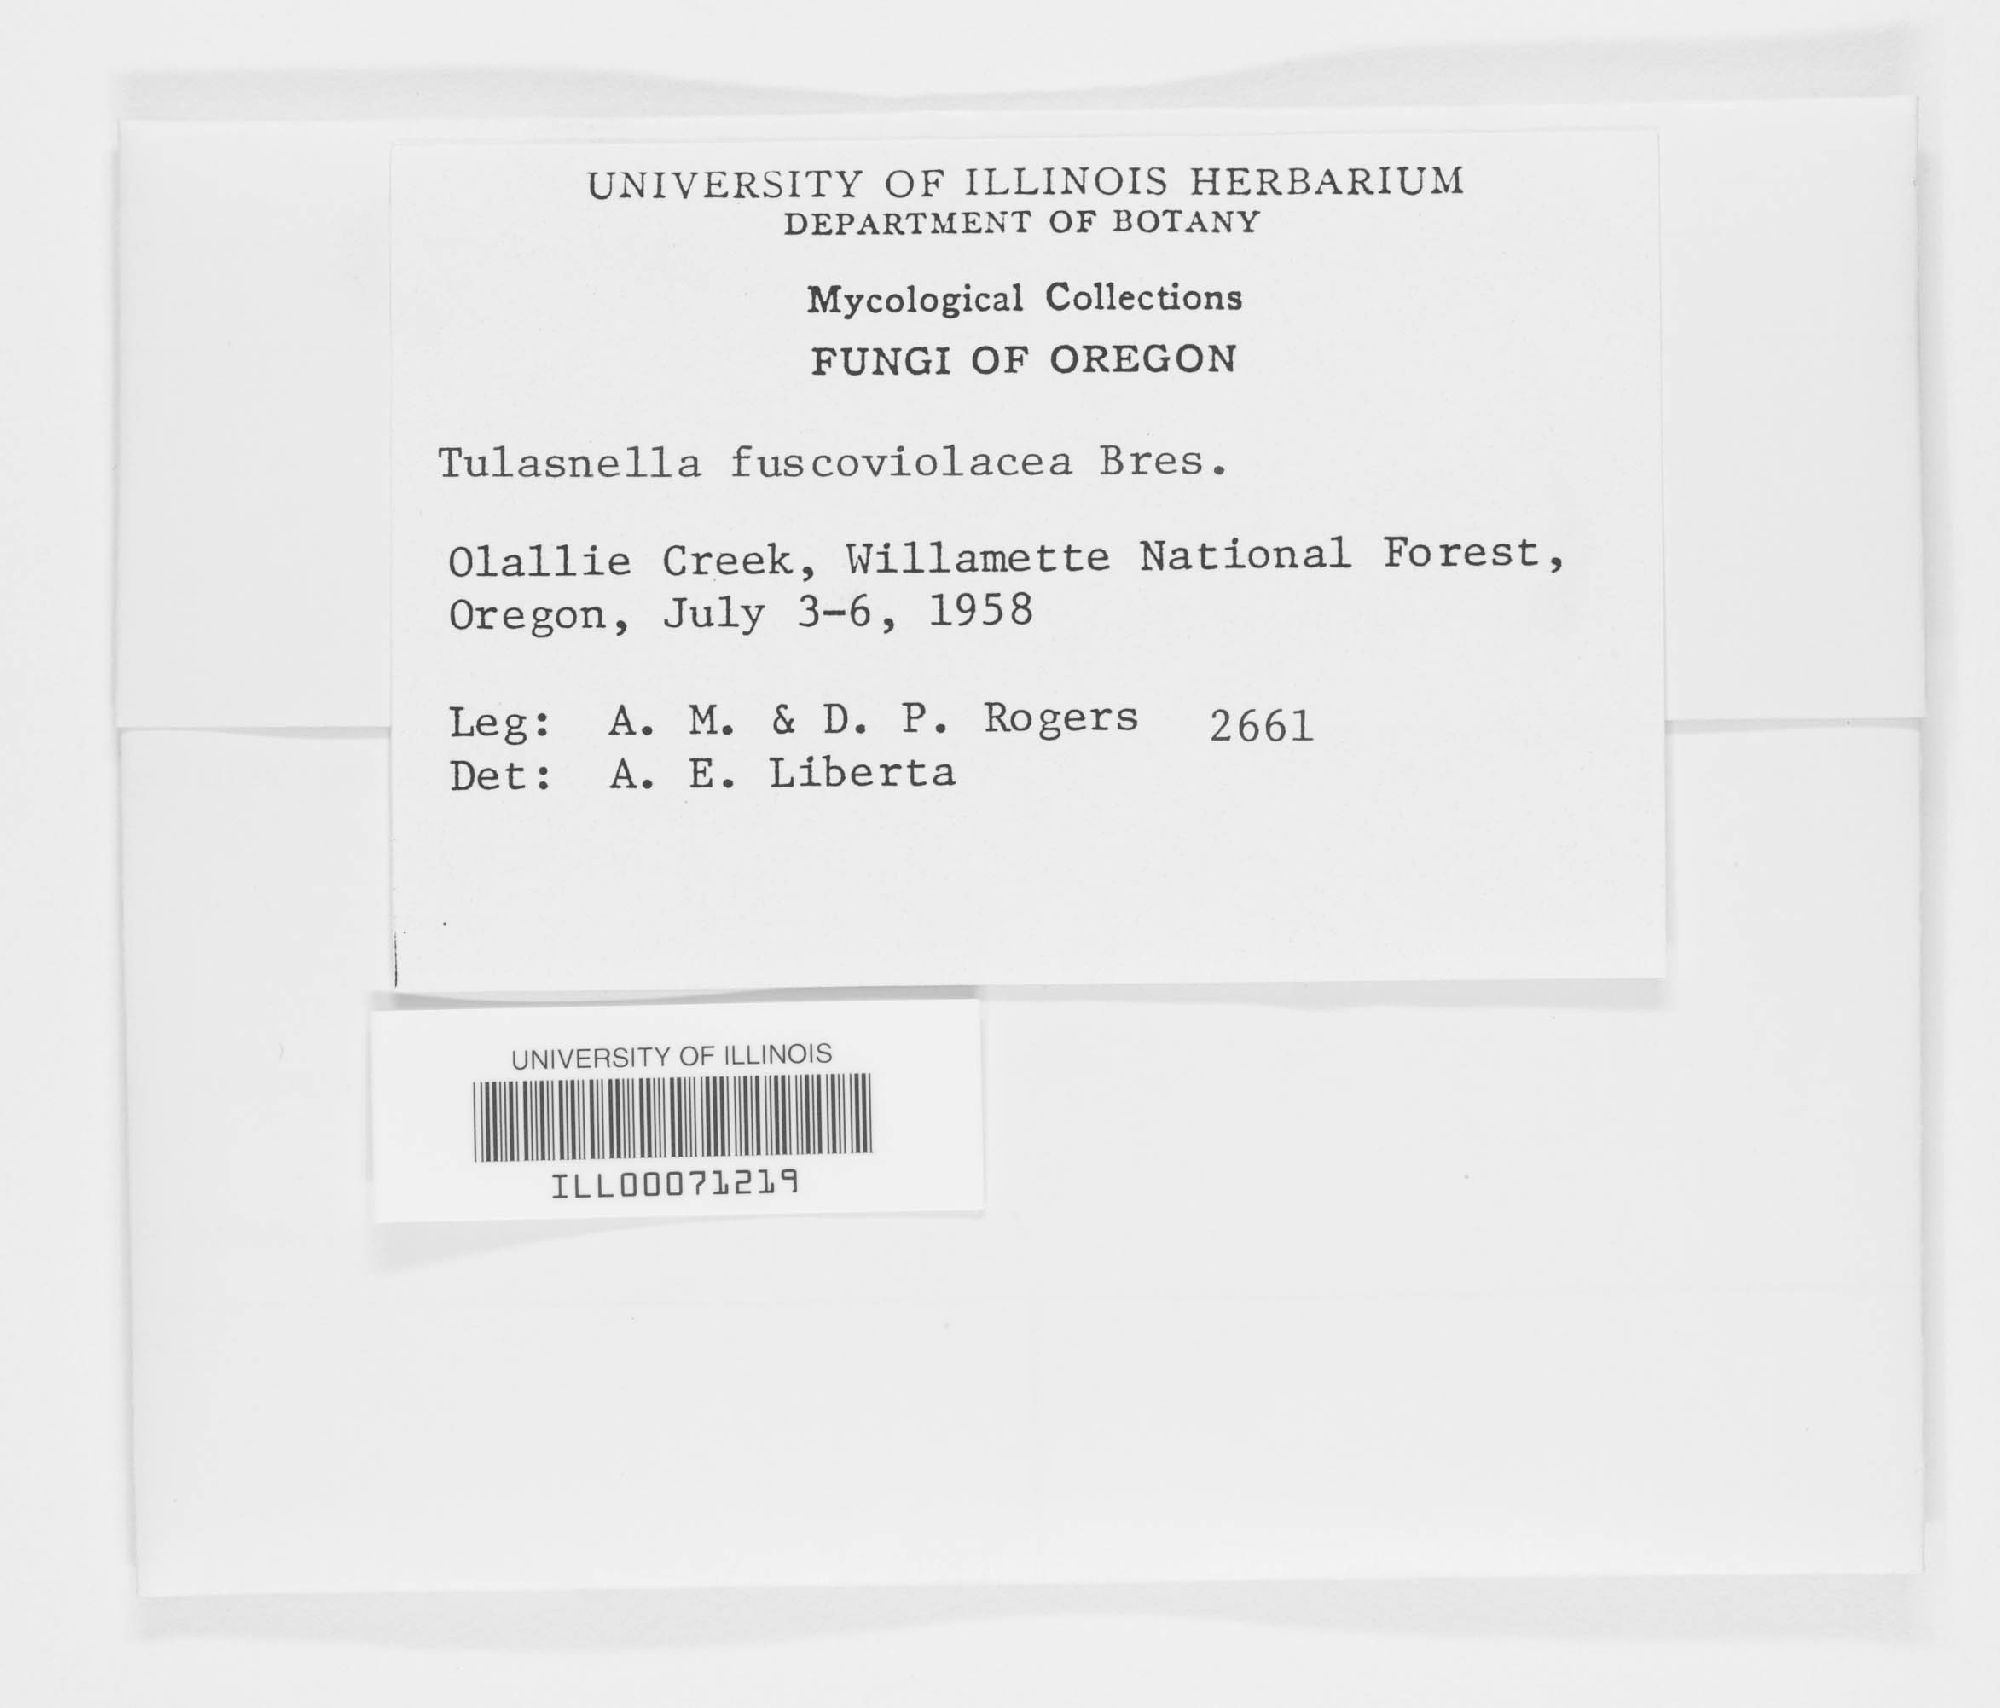 UNIVERSITY OF ILLINOIS HERBARIUM
DEPARTMENT OF BOTANY
Mycological Collections
FUNGI OF OREGON
Tulasnella fuscoviolacea Bres.
Olallie Creek, Willamette National Forest,
Oregon, July 3-6, 1958
Leg: A. M. & D. P. Rogers 2661
Det: A. E. Liberta
UNIVERSITY OF ILLINOIS
ILL00071219